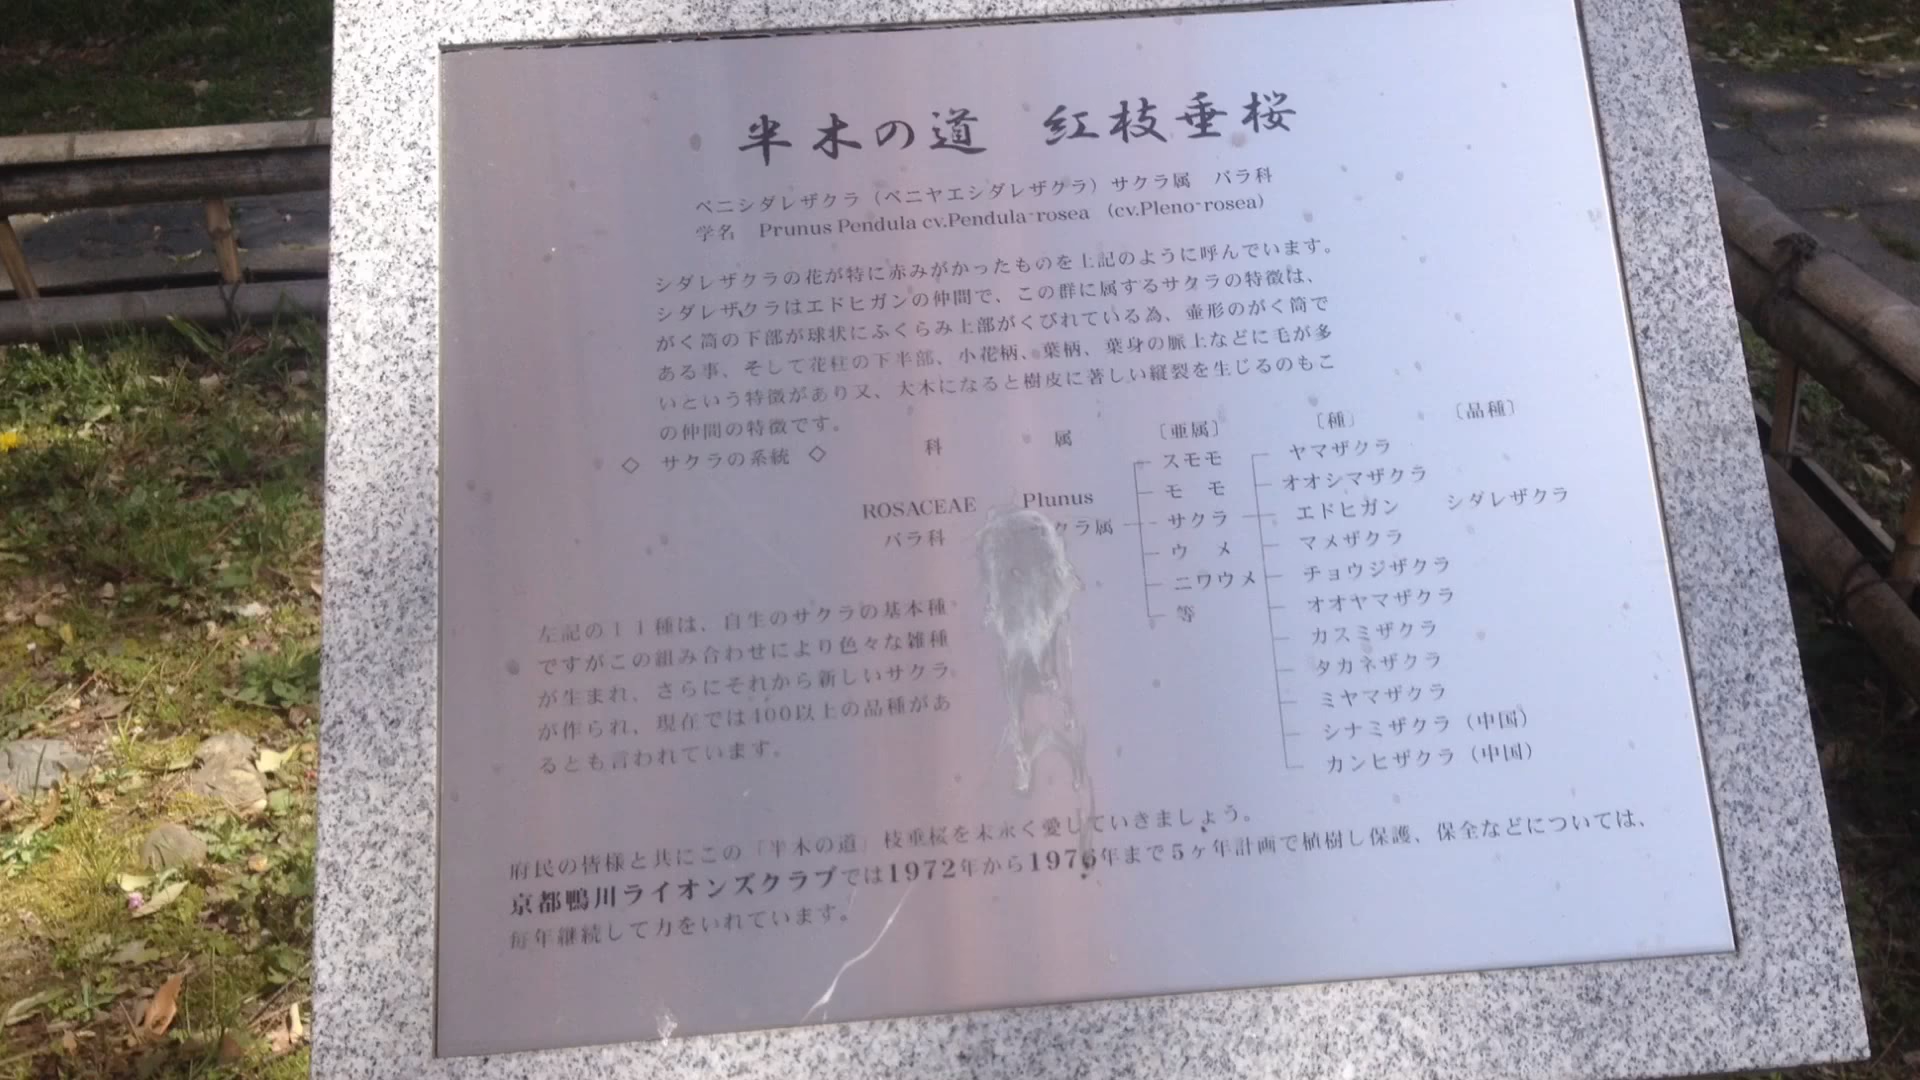 半木の道 紅枝垂桜
ベニシダレザクラ（ベニヤエシダレザクラ）サクラ属 バラ科
学名 Prunus Pendula cv.Pendula-rosea (cv.Pleno-rosea)
シダレザクラの花が特に赤みがかったものを上記のように呼んでいます。
シダレザクラはエドヒガンの仲間で、この群に属するサクラの特徴は、
がく筒の下部が球状にふくらみ上部がくびれている為、壷形のがく筒で
ある事、そして花柱の下半部、小花柄、葉柄、葉身の脈上などに毛が多
いという特徴があり又、大木になると樹皮に著しい縦裂を生じるのもこ
の仲間の特徴です。
◇ サクラの系統 ◇
科 属 〔亜属〕 〔種〕 〔品種〕
ROSACEAE Plunus
バラ科 クラ属
スモモ
モ モ
サクラ
ウ メ
ニワウメ
等
ヤマザクラ
オオシマザクラ
エドヒガン シダレザクラ
マメザクラ
チョウジザクラ
オオヤマザクラ
カスミザクラ
タカネザクラ
ミヤマザクラ
シナミザクラ（中国）
カンヒザクラ（中国）
左記の１１種は、自生のサクラの基本種
ですがこの組み合わせにより色々な雑種
が生まれ、さらにそれから新しいサクラ
が作られ、現在では400以上の品種があ
るとも言われています。
府民の皆様と共にこの「半木の道」枝垂桜を末永く愛していきましょう。
京都鴨川ライオンズクラブでは1972年から1976年まで５ヶ年計画で植樹し保護、保全などについては、
毎年継続して力をいれています。